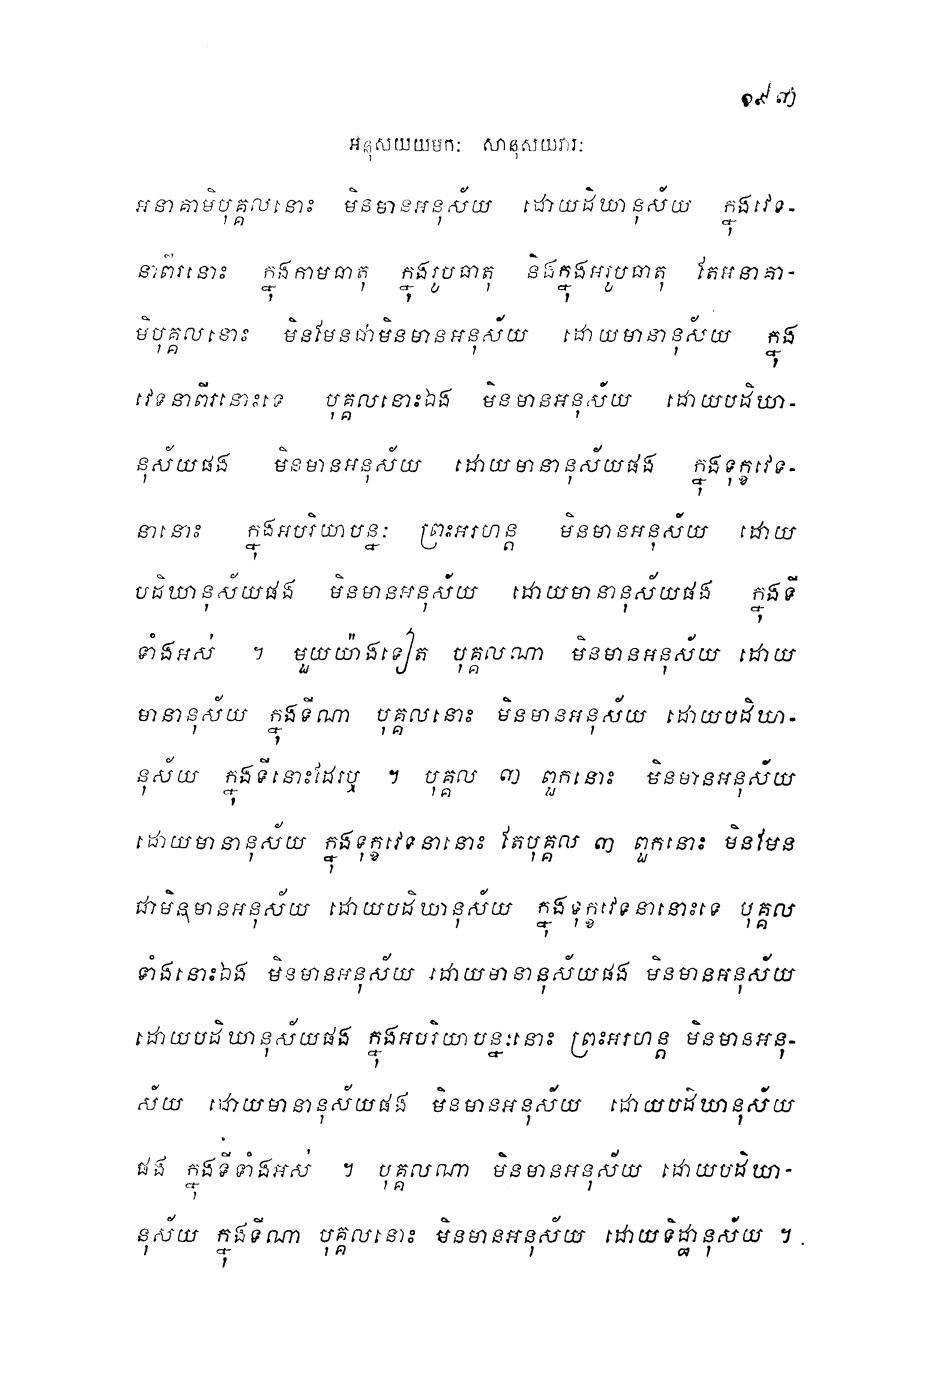 ១៩៣
អនុសយយមកៈ សានុសយវារៈ
អនាគាមិបុគ្គលនោះ មិនមានអនុស័យ ដោយបដិឃានុស័យ ក្នុងវេទ-
នាពីរនោះ ក្នុងកាមធាតុ ក្នុងរូបធាតុ និងក្នុងអរូបធាតុ តែអនាគា-
មិបុគ្គលនោះ មិនមែនជាមិនមានអនុស័យ ដោយមានានុស័យ ក្នុង
វេទនាពីរនោះទេ បុគ្គលនោះឯង មិនមានអនុស័យ ដោយបដិឃា-
នុស័យផង មិនមានអនុស័យ ដោយមានានុស័យផង ក្នុងទុក្ខវេទ-
នានោះ ក្នុងអបរិយាបន្នៈ ព្រះអរហន្ត មិនមានអនុស័យ ដោយ
បដិឃានុស័យផង មិនមានអនុស័យ ដោយមានានុស័យផង ក្នុងទី
ទាំងអស់ ។ មួយយ៉ាងទៀត បុគ្គលណា មិនមានអនុស័យ ដោយ
មានានុស័យ ក្នុងទីណា បុគ្គលនោះ មិនមានអនុស័យ ដោយបដិឃា-
នុស័យ ក្នុងទីនោះដែរឬ ។ បុគ្គល ៣ ពួកនោះ មិនមានអនុស័យ
ដោយមានានុស័យ ក្នុងទុក្ខវេទនានោះ តែបុគ្គល ៣ ពួកនោះ មិនមែន
ជាមិនមានអនុស័យ ដោយបដិឃានុស័យ ក្នុងទុក្ខវេទនានោះទេ បុគ្គល
ទាំងនោះឯង មិនមានអនុស័យ ដោយមានានុស័យផង មិនមានអនុស័យ
ដោយបដិឃានុស័យផង ក្នុងអបរិយាបន្នៈនោះ ព្រះអរហន្ត មិនមានអនុ-
ស័យ ដោយមានានុស័យផង មិនមានអនុស័យ ដោយបដិឃានុស័យ
ផង ក្នុងទីទាំងអស់ ។ បុគ្គលណា មិនមានអនុស័យ ដោយបដិឃា-
នុស័យ ក្នុងទីណា បុគ្គលនោះ មិនមានអនុស័យ ដោយទិដ្ឋានុស័យ ។